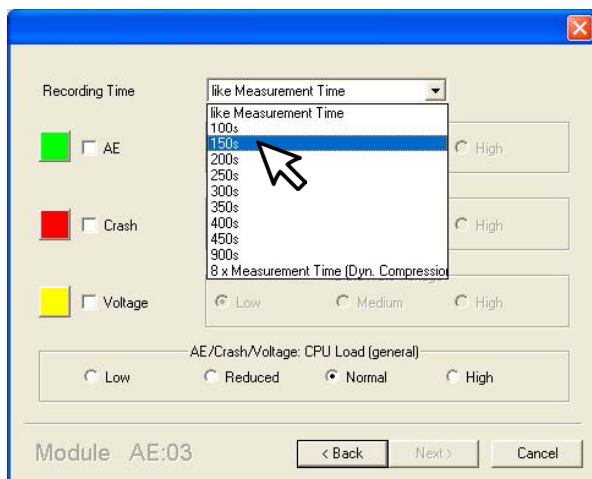 Recording Time like Measurement Time
like Measurement Time
100s
150s
AE High
200s
250s
300s
350s
Crash 400s High
450s
900s
8 x Measurement Time (Dyn. Compression
Voltage Low Medium High
AE/Crash/Voltage: CPU Load (general)
Low Reduced Normal High
Module AE:03 < Back Next > Cancel